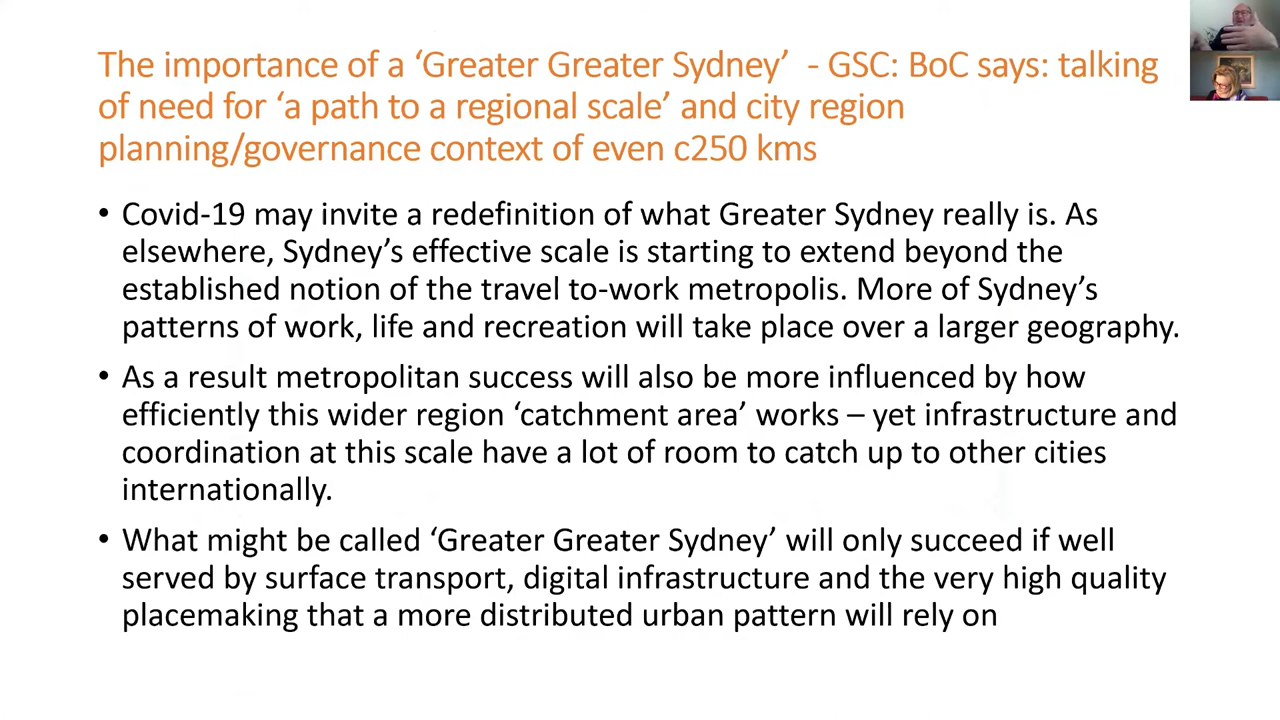 The importance of a ‘Greater Greater Sydney’  - GSC: BoC says: talking
of need for ‘a path to a regional scale’ and city region
planning/governance context of even c250 kms
• Covid-19 may invite a redefinition of what Greater Sydney really is. As
elsewhere, Sydney’s effective scale is starting to extend beyond the
established notion of the travel to-work metropolis. More of Sydney’s
patterns of work, life and recreation will take place over a larger geography.
• As a result metropolitan success will also be more influenced by how
efficiently this wider region ‘catchment area’ works – yet infrastructure and
coordination at this scale have a lot of room to catch up to other cities
internationally.
• What might be called ‘Greater Greater Sydney’ will only succeed if well
served by surface transport, digital infrastructure and the very high quality
placemaking that a more distributed urban pattern will rely on